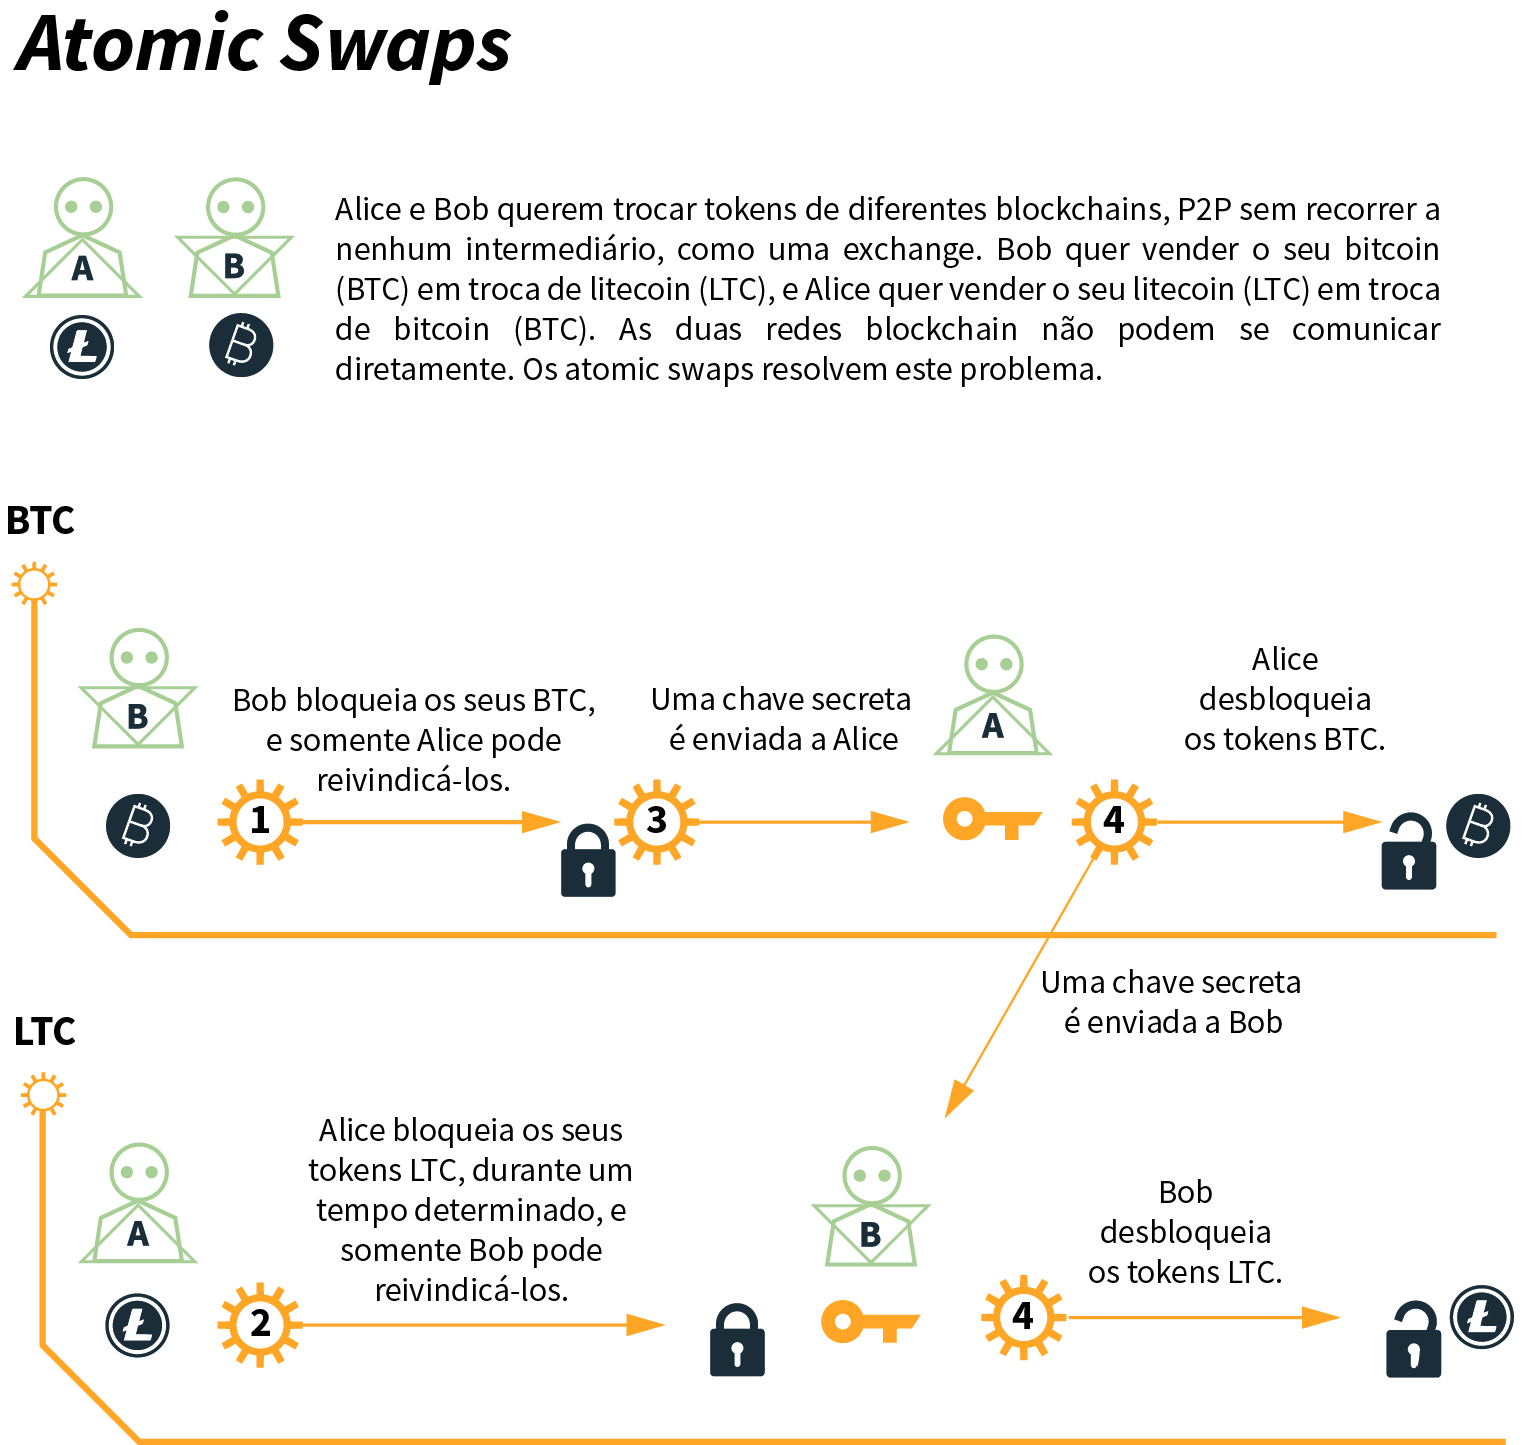 Atomic Swaps
A
B
Alice e Bob querem trocar tokens de diferentes blockchains, P2P sem recorrer a
nenhum intermediário, como uma exchange. Bob quer vender o seu bitcoin
(BTC) em troca de litecoin (LTC), e Alice quer vender o seu litecoin (LTC) em troca
de bitcoin (BTC). As duas redes blockchain não podem se comunicar
diretamente. Os atomic swaps resolvem este problema.
BTC
B
Bob bloqueia os seus BTC,
e somente Alice pode
reivindicá-los.
1
Uma chave secreta
é enviada a Alice
3
A
Alice
desbloqueia
os tokens BTC.
4
Uma chave secreta
é enviada a Bob
LTC
A
Alice bloqueia os seus
tokens LTC, durante um
tempo determinado, e
somente Bob pode
reivindicá-los.
2
B
Bob
desbloqueia
os tokens LTC.
4